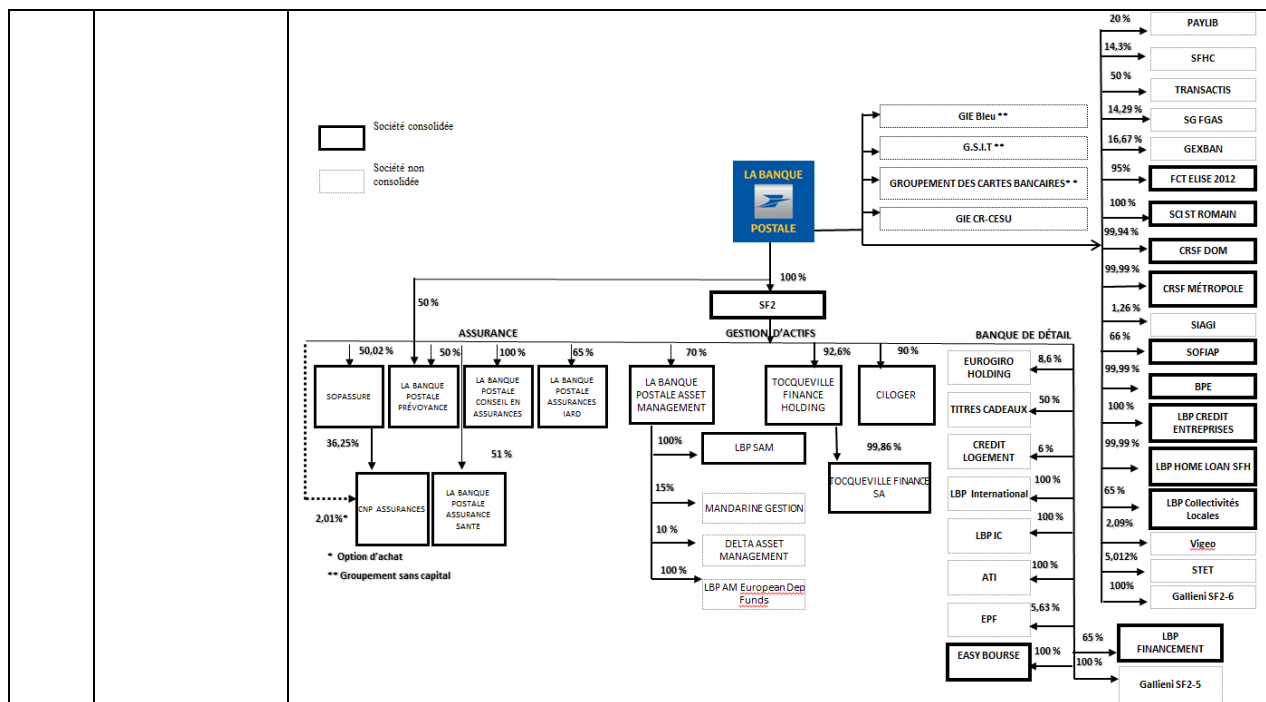 Société consolidée
Société non
consolidée
LA BANQUE
POSTALE
GIE Bleu **
G.S.I.T **
GROUPEMENT DES CARTES BANCAIRES* *
GIE CR-CESU
20 %
PAYLIB
14,3%
SFHC
50 %
TRANSACTIS
14,29 %
SG FGAS
16,67 %
GEXBAN
95%
FCT ELISE 2012
100 %
SCI ST ROMAIN
99,94 %
CRSF DOM
99,99 %
CRSF MÉTROPOLE
1,26 %
SIAGI
66 %
SOFIAP
99,99 %
BPE
100 %
LBP CREDIT
ENTREPRISES
99,99 %
LBP HOME LOAN SFH
65 %
LBP Collectivités
Locales
2,09%
Vigeo
5,012%
STET
100%
Gallieni SF2-6
100 %
50 %
SF2
ASSURANCE
GESTION D'ACTIFS
BANQUE DE DÉTAIL
50,02 %
50 %
100 %
65 %
70 %
92,6%
90 %
SOPASSURE
LA BANQUE
POSTALE
PRÉVOYANCE
LA BANQUE
POSTALE
CONSEIL EN
ASSURANCES
LA BANQUE
POSTALE
ASSURANCES
IARD
LA BANQUE
POSTALE ASSET
MANAGEMENT
TOCQUEVILLE
FINANCE
HOLDING
CILOGER
36,25%
51 %
2,01%*
CNP ASSURANCES
LA BANQUE
POSTALE
ASSURANCE
SANTE
100%
LBP SAM
15%
MANDARINE GESTION
10 %
DELTA ASSET
MANAGEMENT
100 %
LBP AM European Dep
Funds
99,86 %
TOCQUEVILLE FINANCE
SA
EUROGIRO
HOLDING
8,6 %
TITRES CADEAUX
50 %
CREDIT
LOGEMENT
6 %
LBP International
100 %
LBP IC
100 %
ATI
100 %
EPF
5,63 %
EASY BOURSE
100 %
65 %
LBP
FINANCEMENT
100 %
Gallieni SF2-5
* Option d'achat
** Groupement sans capital